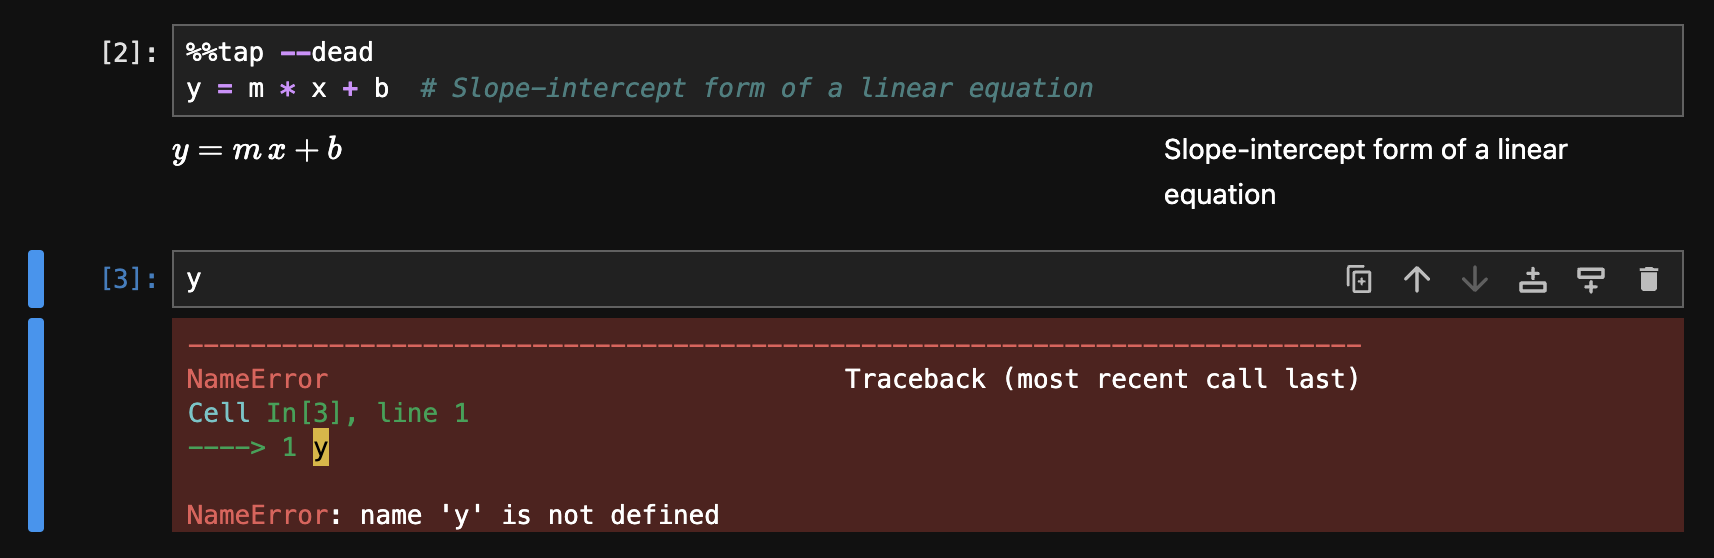 [2]: %%tap --dead
y = m * x + b  # Slope-intercept form of a linear equation
y = m x + b
Slope-intercept form of a linear
equation
[3]: y
---------------------------------------------------------------------------
NameError                                 Traceback (most recent call last)
Cell In[3], line 1
----> 1 y

NameError: name 'y' is not defined